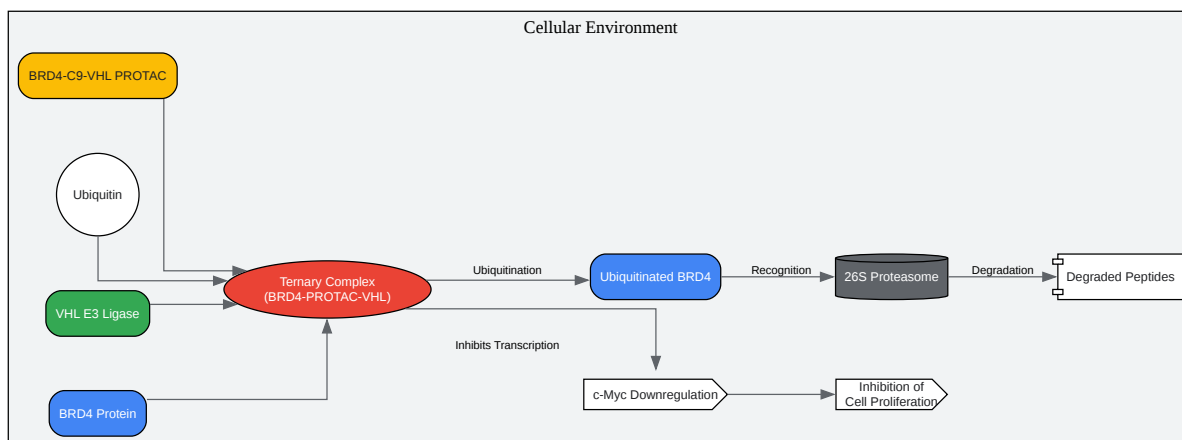 Cellular Environment
BRD4-C9-VHL PROTAC
Ubiquitin
VHL E3 Ligase
BRD4 Protein
Ternary Complex
(BRD4-PROTAC-VHL)
Ubiquitination
Ubiquitinated BRD4
Recognition
26S Proteasome
Degradation
Degraded Peptides
Inhibits Transcription
c-Myc Downregulation
Inhibition of
Cell Proliferation